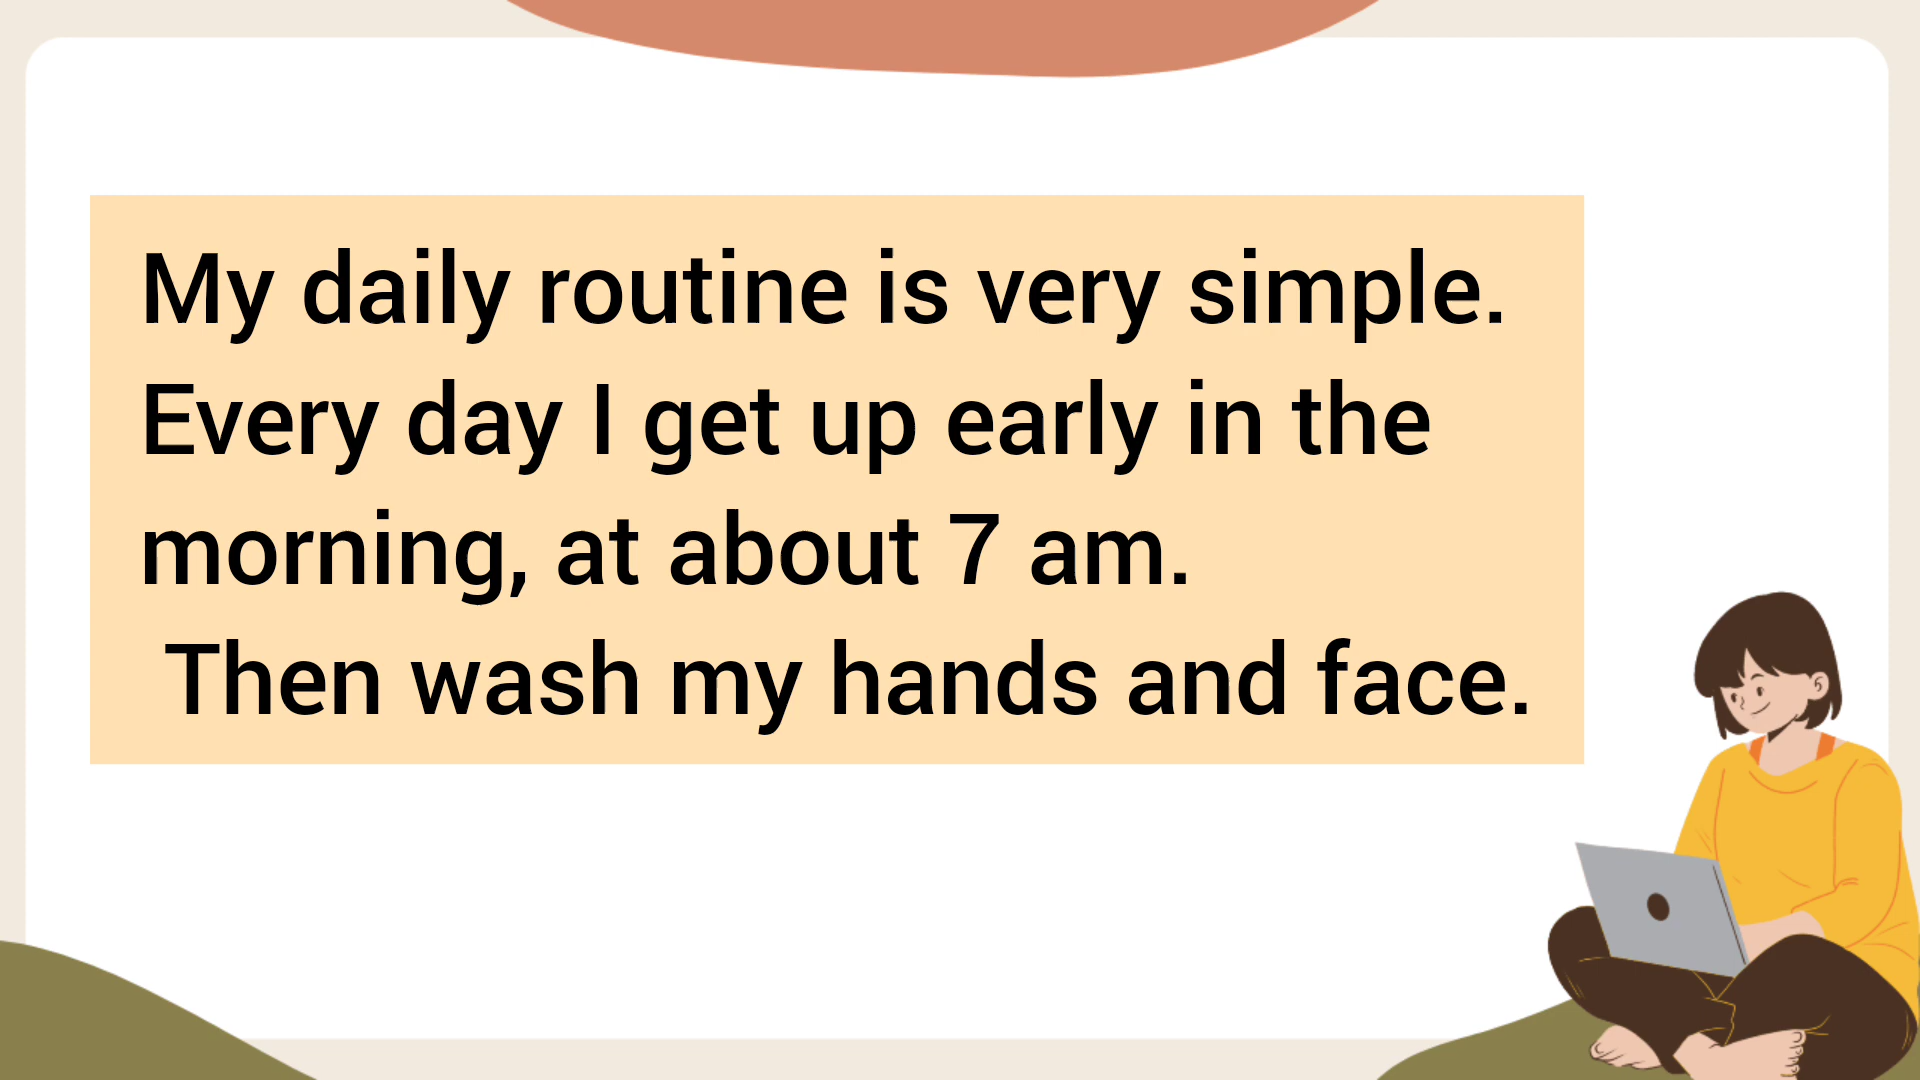 My daily routine is very simple.
Every day I get up early in the
morning, at about 7 am.
Then wash my hands and face.